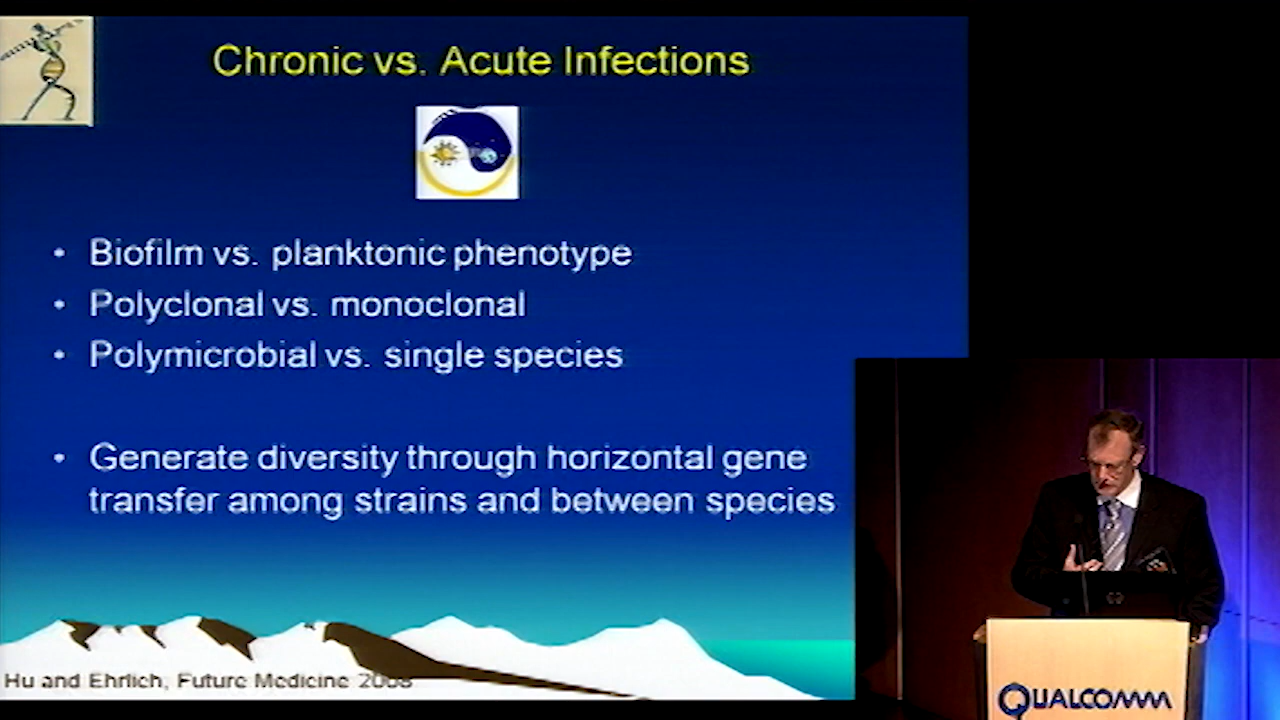 Chronic vs. Acute Infections
• Biofilm vs. planktonic phenotype
• Polyclonal vs. monoclonal
• Polymicrobial vs. single species
• Generate diversity through horizontal gene
transfer among strains and between species
Hu and Ehrlich, Future Medicine 2008
QUALCOMM